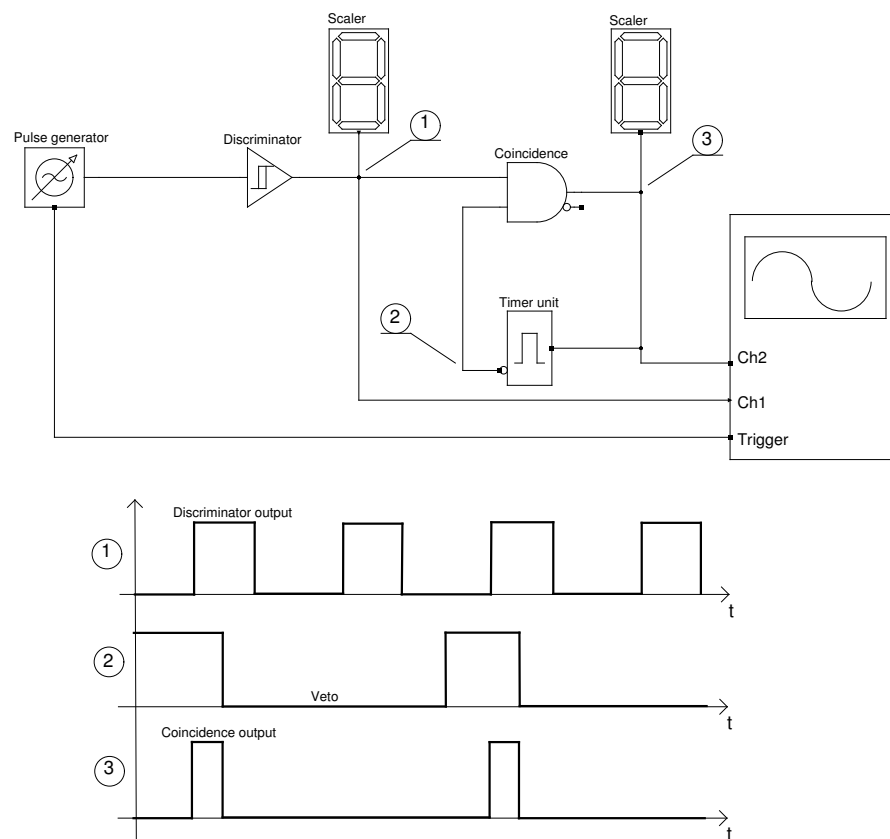 Scaler
Scaler
1
3
Pulse generator
Discriminator
Coincidence
2
Timer unit
Ch2
Ch1
Trigger
Discriminator output
1
t
2
Veto
t
Coincidence output
3
t